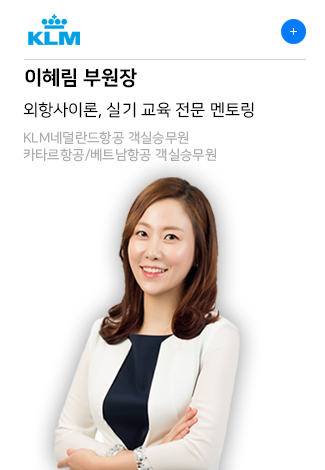 KLM
이혜림 부원장
외항사이론, 실기 교육 전문 멘토링
KLM네덜란드항공 객실승무원
카타르항공/베트남항공 객실승무원